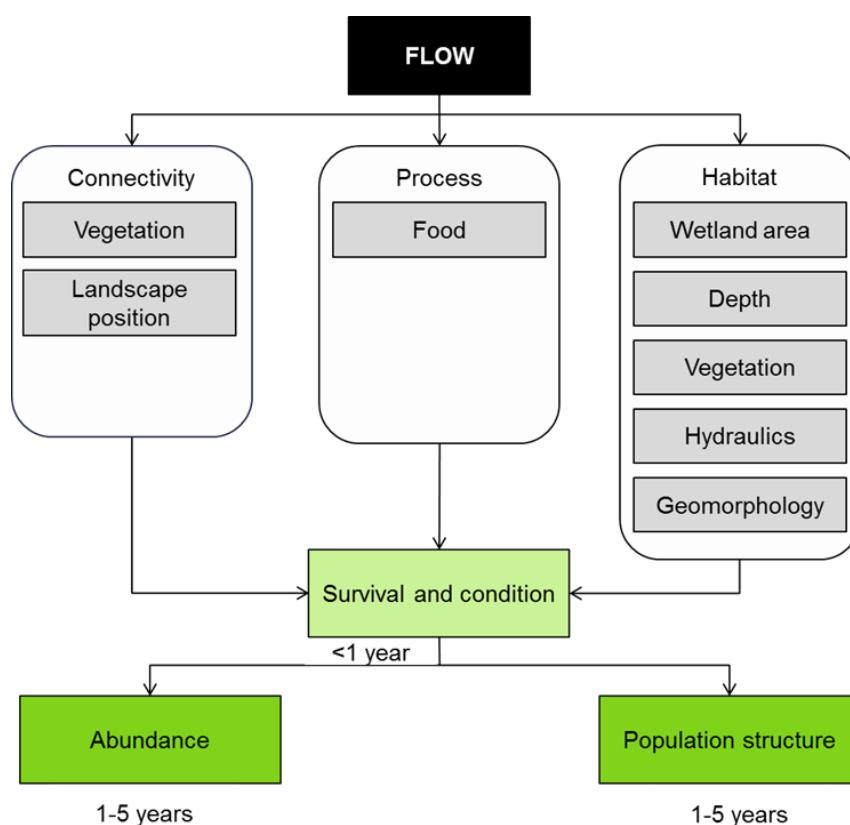 FLOW
Connectivity
Vegetation
Landscape
position
Process
Food
Habitat
Wetland area
Depth
Vegetation
Hydraulics
Geomorphology
Survival and condition
<1 year
Abundance
1-5 years
Population structure
1-5 years